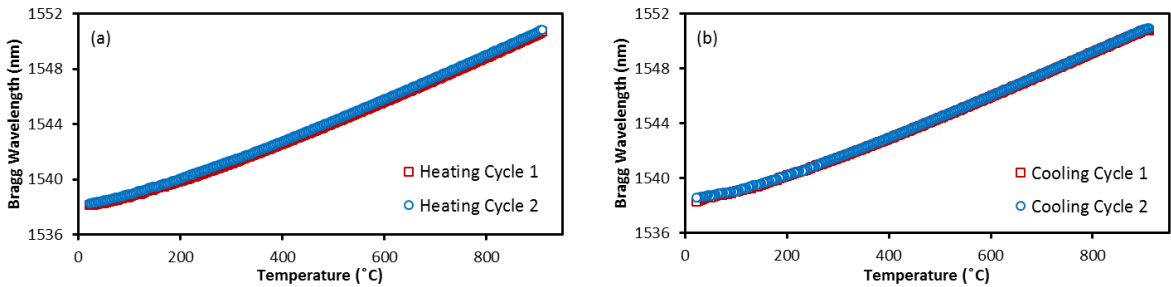 (a)
Bragg Wavelength (nm)
1552
1548
1544
1540
1536
0
200
400
600
800
Temperature (˚C)
Heating Cycle 1
Heating Cycle 2
(b)
Bragg Wavelength (nm)
1552
1548
1544
1540
1536
0
200
400
600
800
Temperature (˚C)
Cooling Cycle 1
Cooling Cycle 2